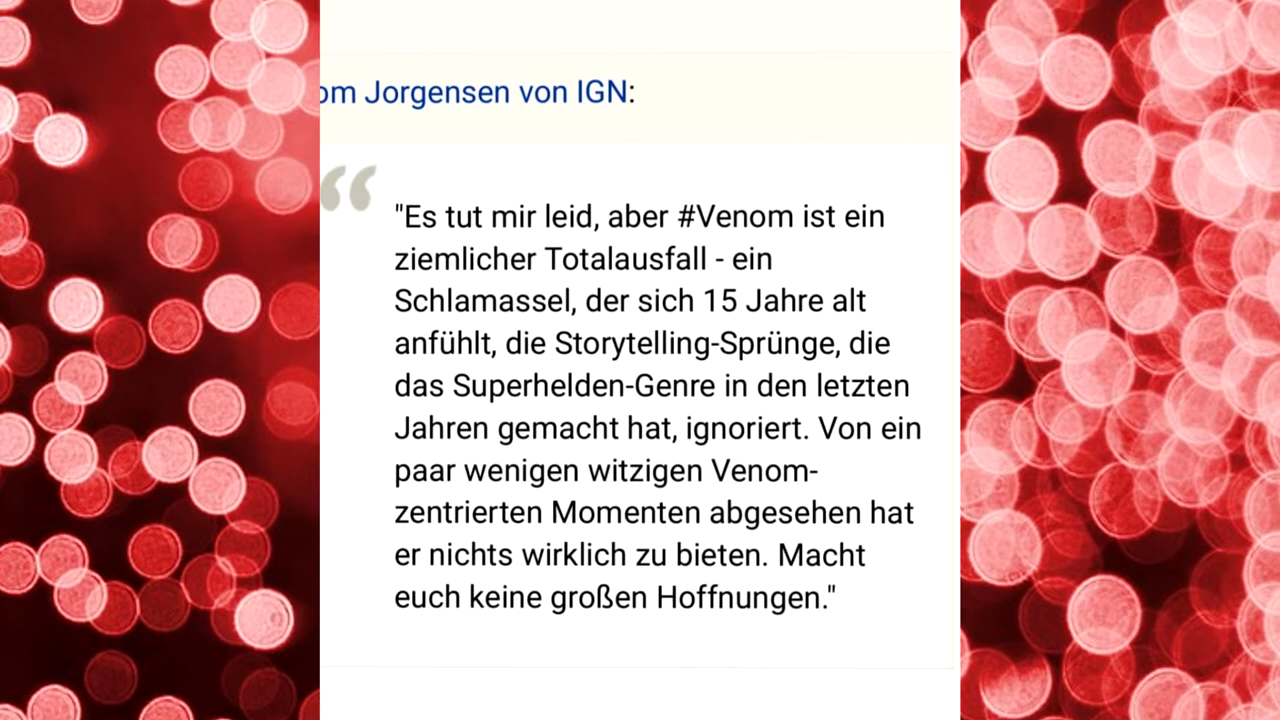 om Jorgensen von IGN:
"Es tut mir leid, aber #Venom ist ein
ziemlicher Totalausfall - ein
Schlamassel, der sich 15 Jahre alt
anfühlt, die Storytelling-Sprünge, die
das Superhelden-Genre in den letzten
Jahren gemacht hat, ignoriert. Von ein
paar wenigen witzigen Venom-
zentrierten Momenten abgesehen hat
er nichts wirklich zu bieten. Macht
euch keine großen Hoffnungen."